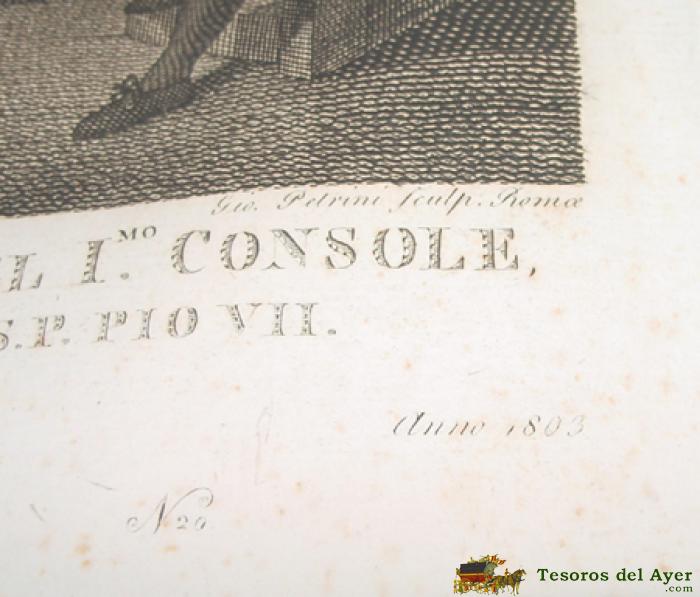 Gio. Petrini sculp. Romæ
L I.MO CONSOLE,
S.P. PIO VII.
Anno 1803
N 20
Tesoros del Ayer
.com